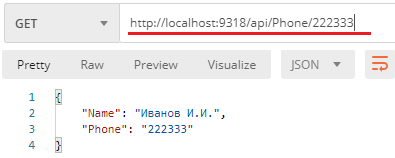 GET http://localhost:9318/api/Phone/222333
Pretty Raw Preview Visualize JSON
1 {
2 "Name": "Иванов И.И.",
3 "Phone": "222333"
4 }